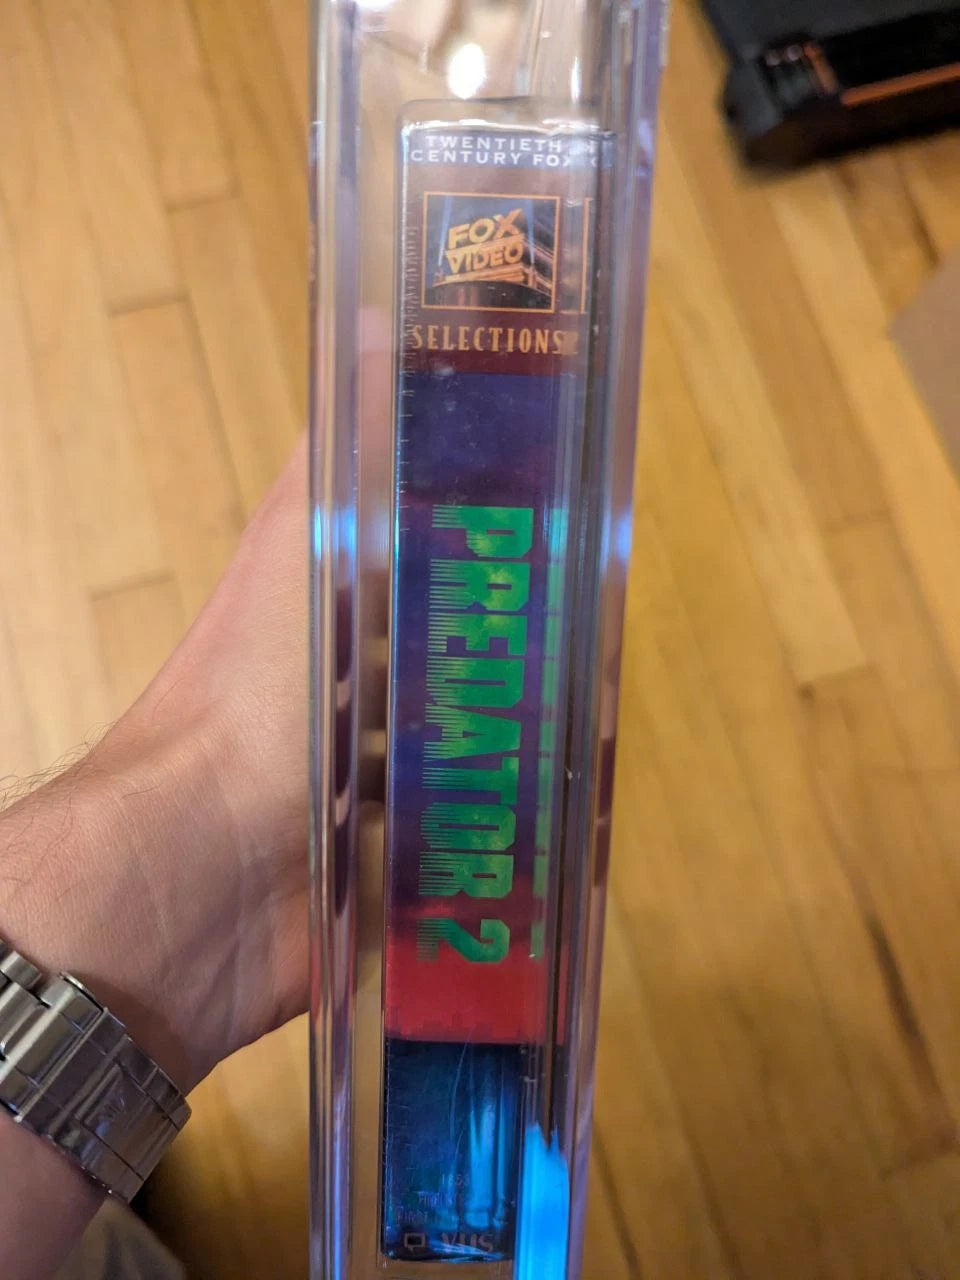 TWENTIETH
CENTURY FOX
FOX
VIDEO
SELECTIONS
PREDATOR 2
VHS